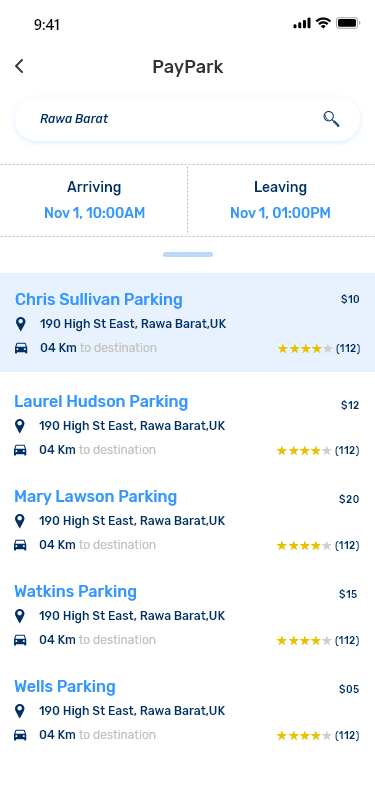 9:41
PayPark
Rawa Barat
Arriving
Leaving
Nov 1, 10:00AM
Nov 1, 01:00PM
Chris Sullivan Parking
$10
190 High St East, Rawa Barat,UK
04 Km to destination
(112)
Laurel Hudson Parking
$12
190 High St East, Rawa Barat,UK
04 Km to destination
(112)
Mary Lawson Parking
$20
190 High St East, Rawa Barat,UK
04 Km to destination
(112)
Watkins Parking
$15
190 High St East, Rawa Barat,UK
04 Km to destination
(112)
Wells Parking
$05
190 High St East, Rawa Barat,UK
04 Km to destination
(112)